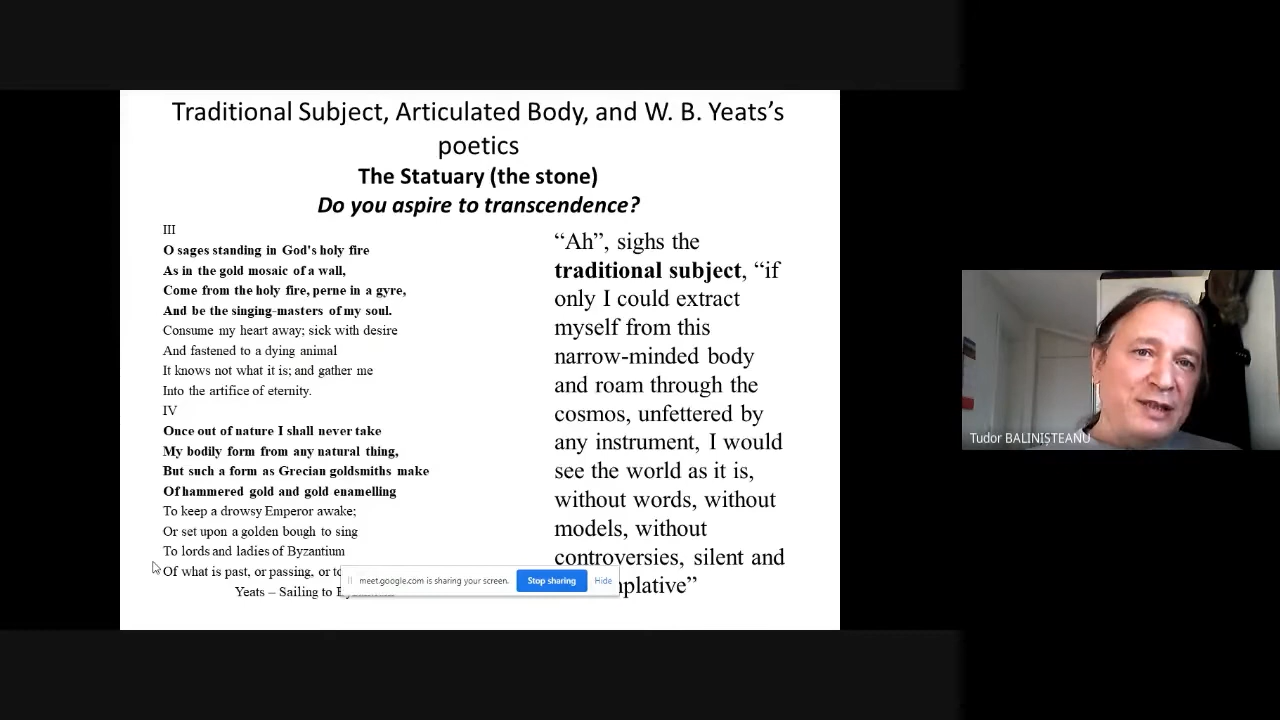 Traditional Subject, Articulated Body, and W. B. Yeats’s
poetics
The Statuary (the stone)
Do you aspire to transcendence?
III
O sages standing in God's holy fire
As in the gold mosaic of a wall,
Come from the holy fire, perne in a gyre,
And be the singing-masters of my soul.
Consume my heart away; sick with desire
And fastened to a dying animal
It knows not what it is; and gather me
Into the artifice of eternity.
IV
Once out of nature I shall never take
My bodily form from any natural thing,
But such a form as Grecian goldsmiths make
Of hammered gold and gold enamelling
To keep a drowsy Emperor awake;
Or set upon a golden bough to sing
To lords and ladies of Byzantium
Of what is past, or passing, or
Yeats – Sailing to
“Ah”, sighs the
traditional subject, “if
only I could extract
myself from this
narrow-minded body
and roam through the
cosmos, unfettered by
any instrument, I would
see the world as it is,
without words, without
models, without
controversies, silent and
meet.google.com is sharing your screen.
Stop sharing
Hide
Tudor BALINIȘTEANU